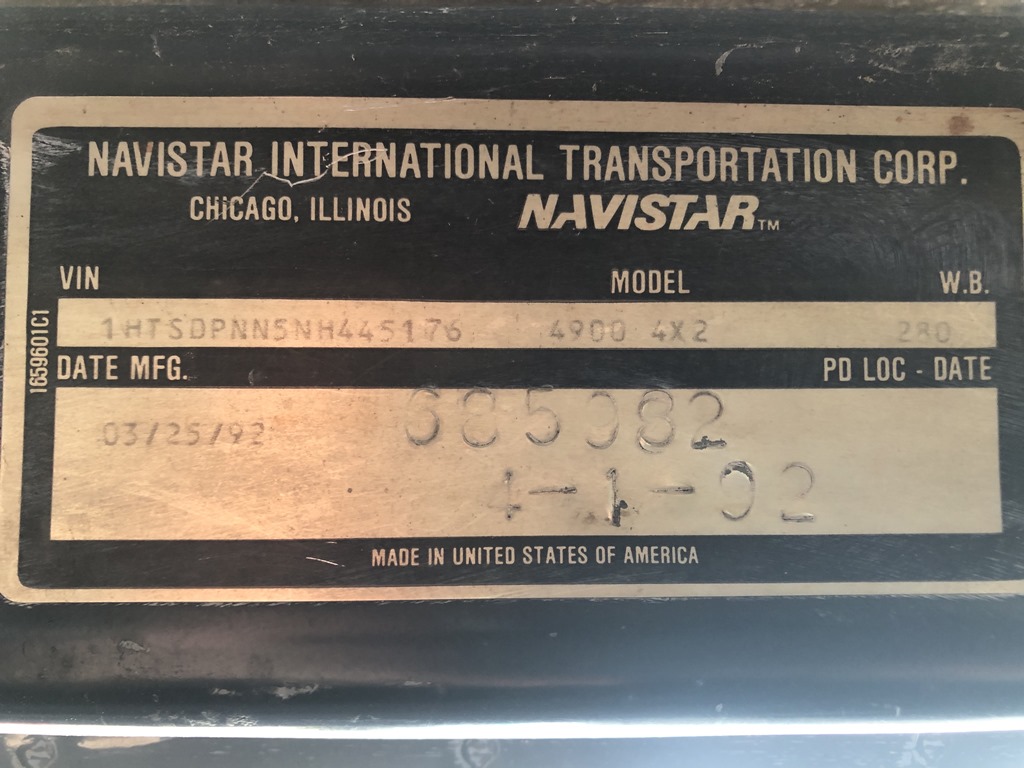 NAVISTAR INTERNATIONAL TRANSPORTATION CORP.
CHICAGO, ILLINOIS NAVISTAR™
VIN MODEL W.B.
1HTSDPNN5NH445176 4900 4X2 280
1659601C1
DATE MFG. PD LOC - DATE
03/25/92 685082
4-1-92
MADE IN UNITED STATES OF AMERICA